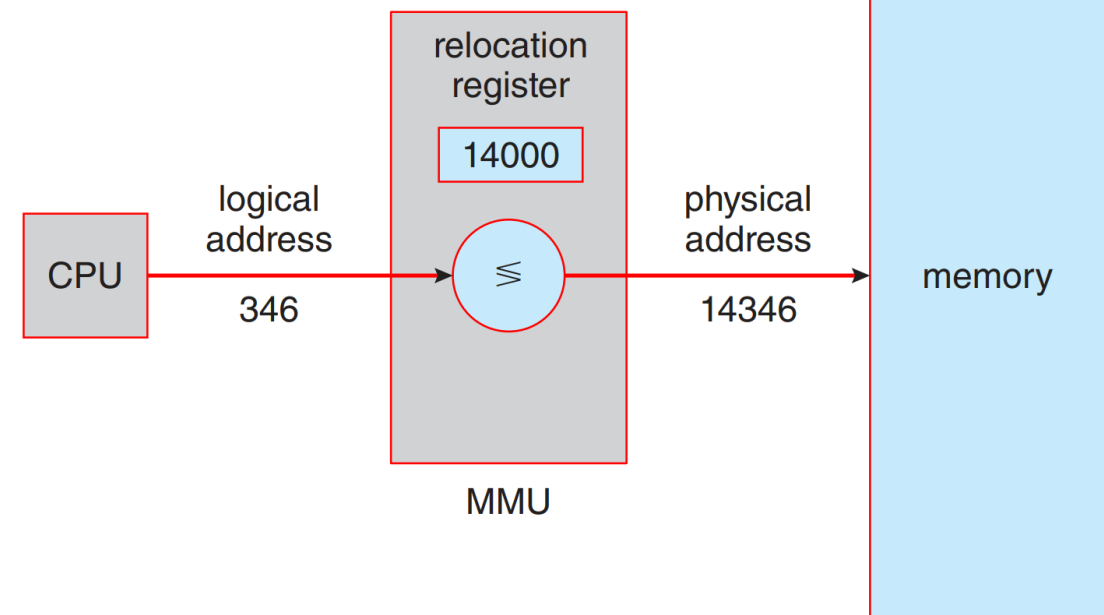 relocation
register
14000
logical
address
physical
address
CPU
≶
memory
346
14346
MMU